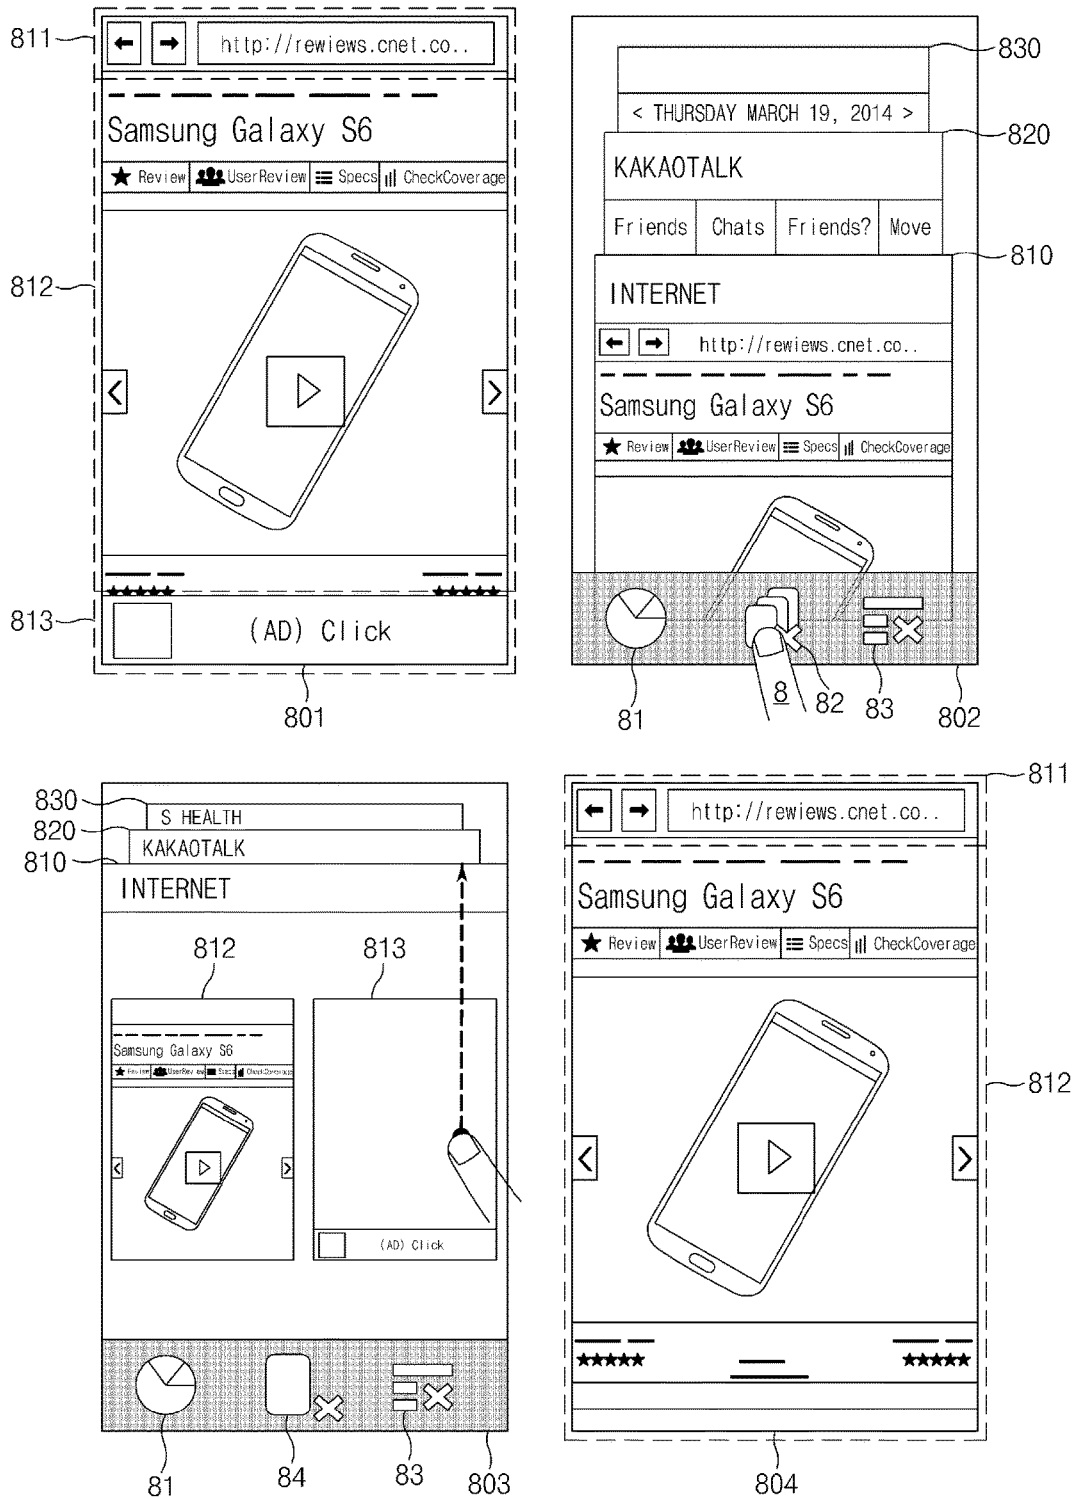 811
http://rewiews.cnet.co..
Samsung Galaxy S6
Review UserReview Specs CheckCoverage
812
813
(AD) Click
801
830
< THURSDAY MARCH 19, 2014 >
820
KAKAOTALK
Friends Chats Friends? Move
810
INTERNET
http://rewiews.cnet.co..
Samsung Galaxy S6
Review UserReview Specs CheckCoverage
81
8
82
83
802
830
S HEALTH
820
KAKAOTALK
810
INTERNET
812
813
Samsung Galaxy S6
Review UserReview Specs CheckCoverage
(AD) Click
81
84
83
803
811
http://rewiews.cnet.co..
Samsung Galaxy S6
Review UserReview Specs CheckCoverage
812
804